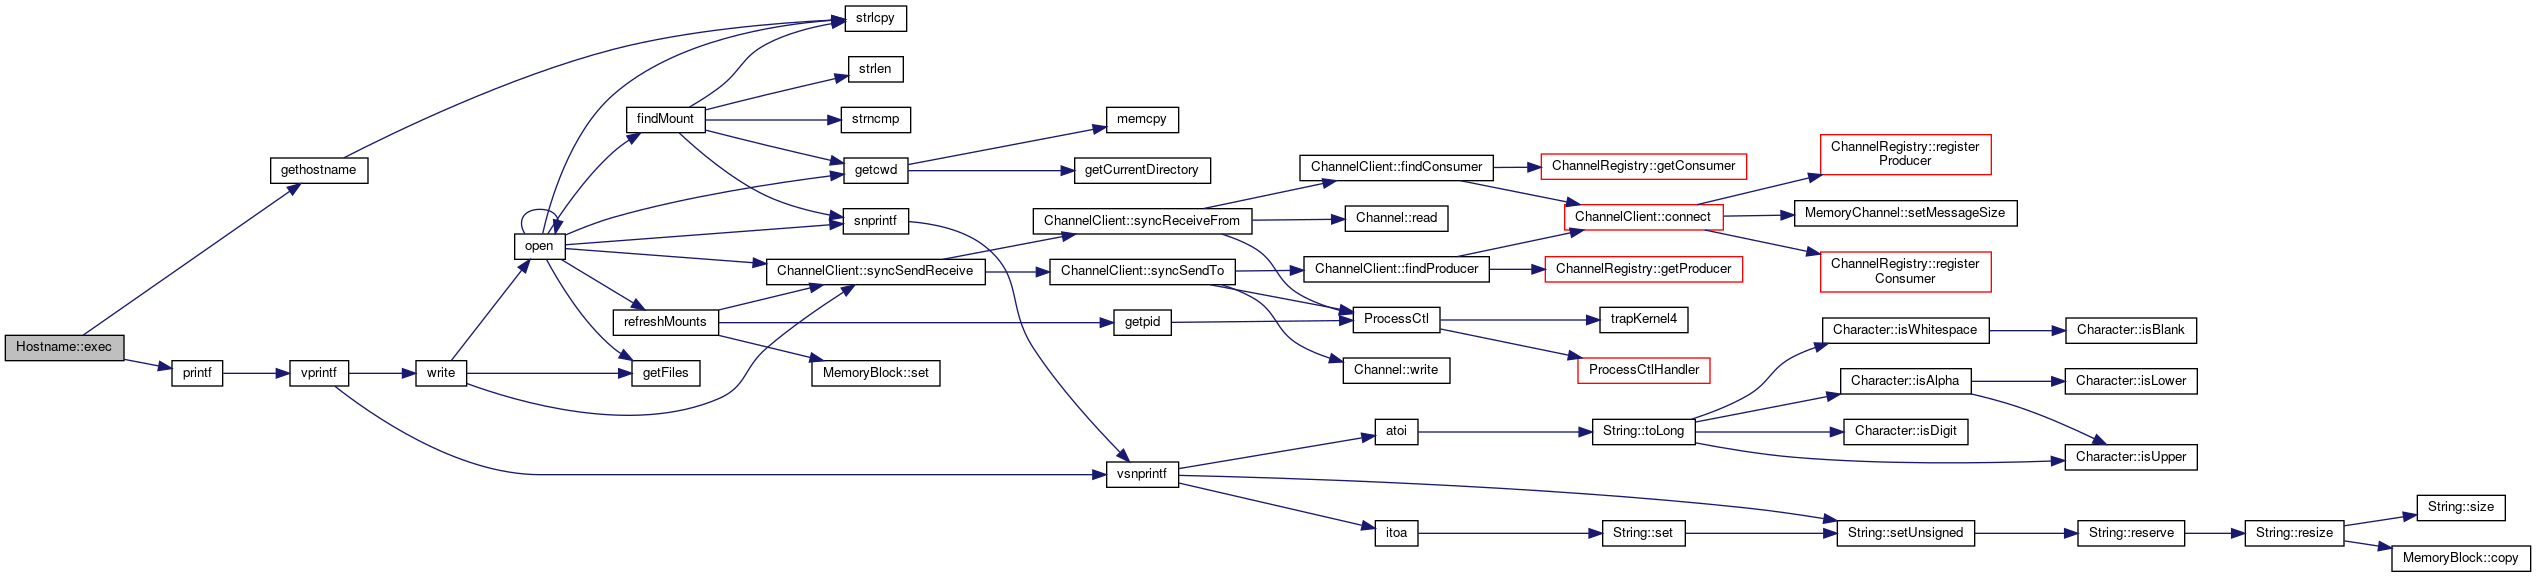 Hostname::exec
gethostname
printf
vprintf
write
open
findMount
refreshMounts
getFiles
strlcpy
strlen
strncmp
getcwd
snprintf
ChannelClient::syncSendReceive
MemoryBlock::set
memcpy
getCurrentDirectory
ChannelClient::syncReceiveFrom
ChannelClient::syncSendTo
getpid
vsnprintf
ChannelClient::findConsumer
Channel::read
ChannelClient::findProducer
ProcessCtl
Channel::write
atoi
itoa
ChannelRegistry::getConsumer
ChannelClient::connect
ChannelRegistry::getProducer
trapKernel4
ProcessCtlHandler
String::toLong
String::set
ChannelRegistry::register
Producer
MemoryChannel::setMessageSize
ChannelRegistry::register
Consumer
Character::isWhitespace
Character::isAlpha
Character::isDigit
String::setUnsigned
Character::isBlank
Character::isLower
Character::isUpper
String::reserve
String::resize
String::size
MemoryBlock::copy